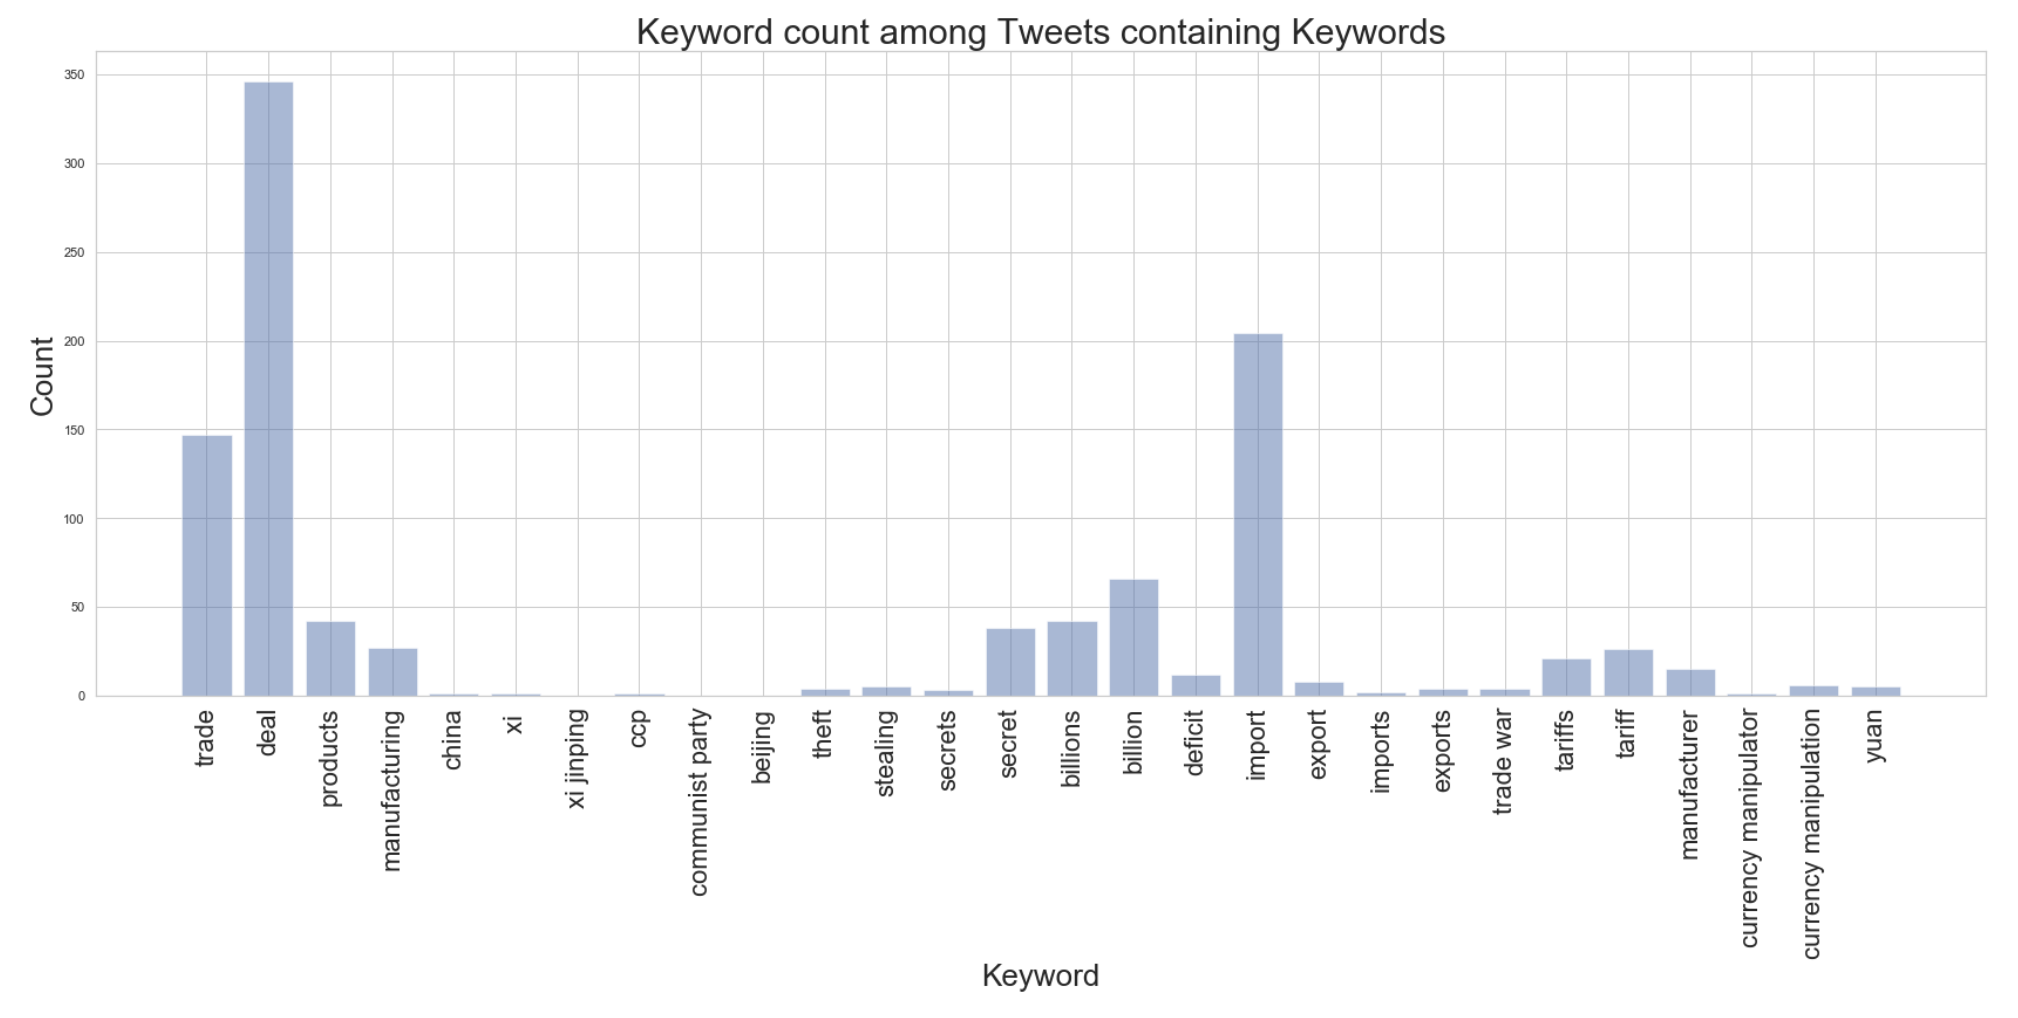 Keyword count among Tweets containing Keywords
350
300
250
200
150
100
50
0
Count
trade
deal
products
manufacturing
china
xi
xi jinping
ccp
communist party
beijing
theft
stealing
secrets
secret
billions
billion
deficit
import
export
imports
exports
trade war
tariffs
tariff
manufacturer
currency manipulator
currency manipulation
yuan
Keyword